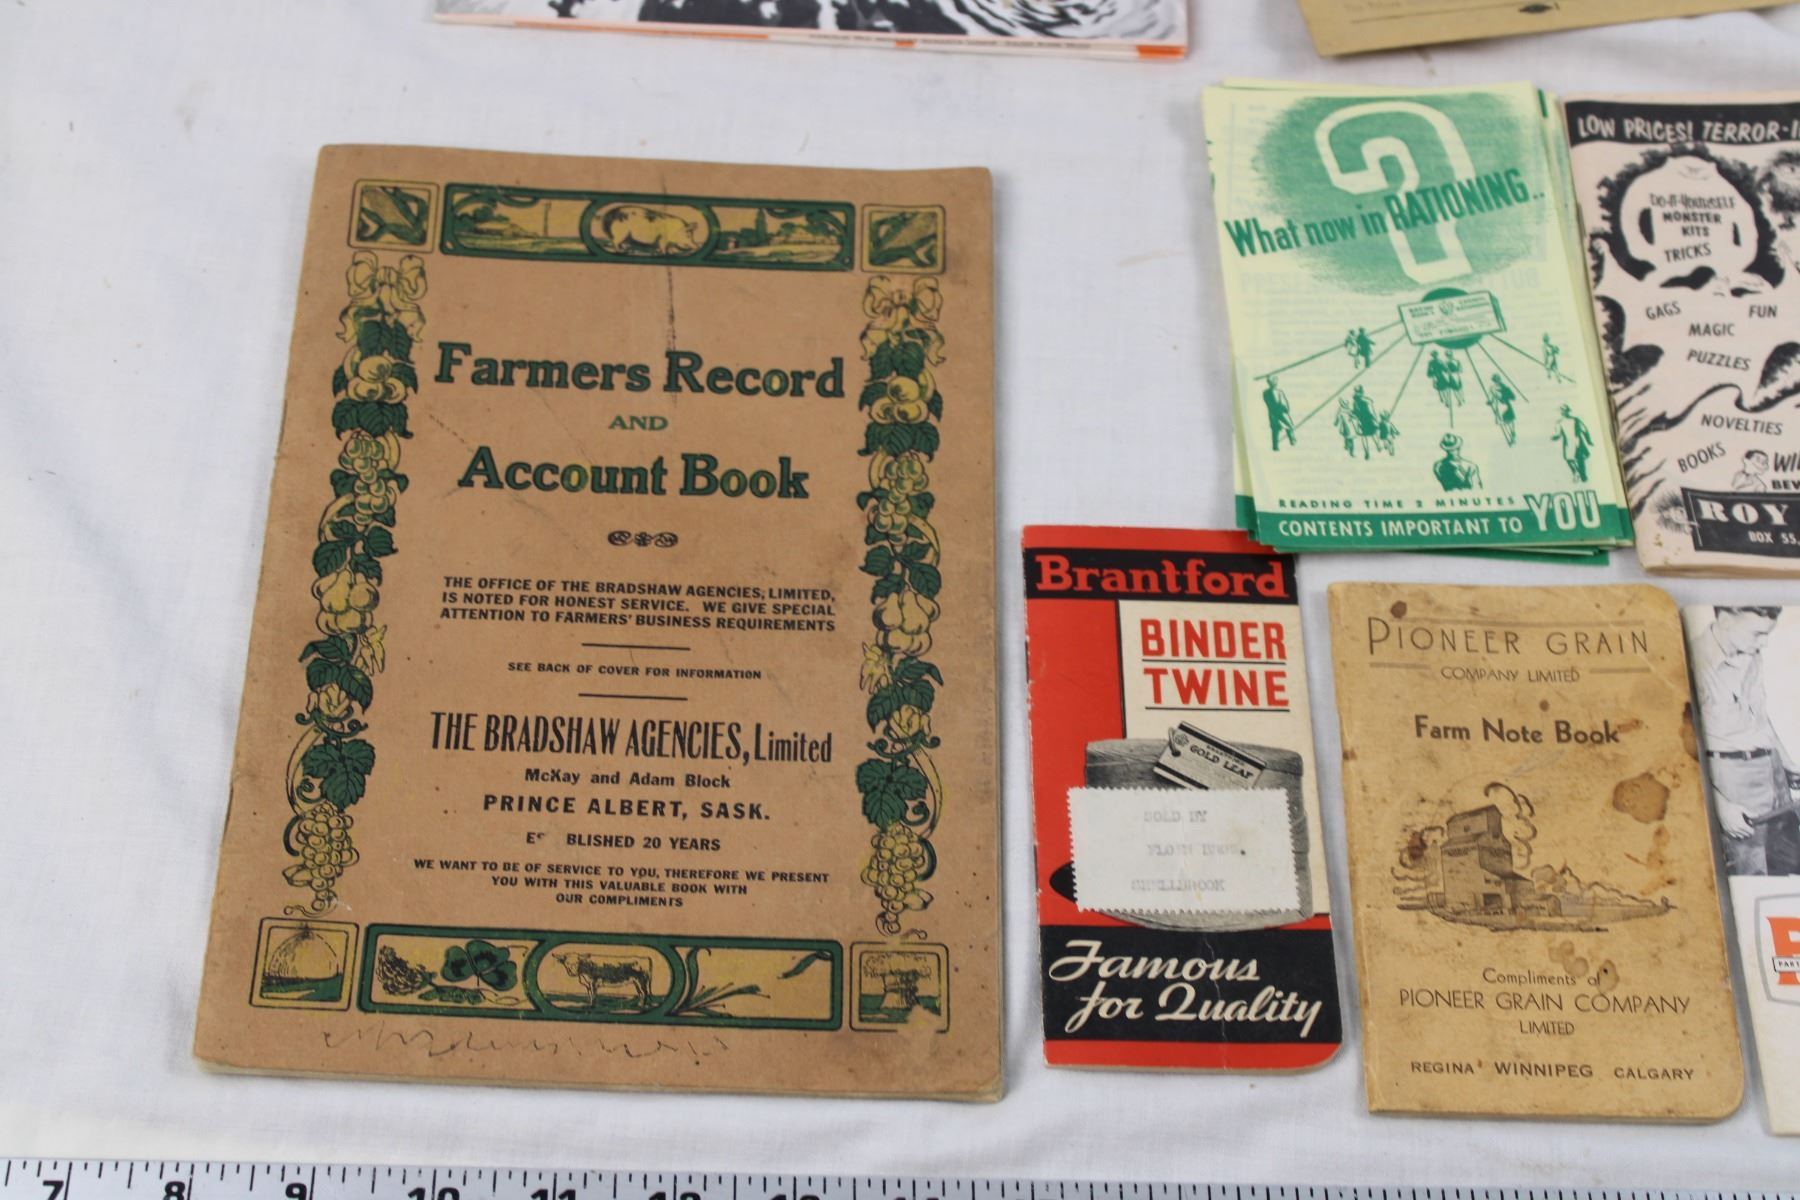 Farmers Record
AND
Account Book
THE OFFICE OF THE BRADSHAW AGENCIES, LIMITED,
IS NOTED FOR HONEST SERVICE. WE GIVE SPECIAL
ATTENTION TO FARMERS' BUSINESS REQUIREMENTS
SEE BACK OF COVER FOR INFORMATION
THE BRADSHAW AGENCIES, Limited
McKay and Adam Block
PRINCE ALBERT, SASK.
BLISHED 20 YEARS
WE WANT TO BE OF SERVICE TO YOU, THEREFORE WE PRESENT
YOU WITH THIS VALUABLE BOOK WITH
OUR COMPLIMENTS
?
What now in RATIONING..
READING TIME 2 MINUTES
CONTENTS IMPORTANT TO YOU
LOW PRICES! TERROR-
DO-IT-YOURSELF
MONSTER
KITS
TRICKS
GAGS
FUN
MAGIC
PUZZLES
NOVELTIES
BOOKS
ROY
BOX 55,
Brantford
BINDER
TWINE
GOLD LEAF
SOLD BY
SHELLBROOK
Famous
for Quality
PIONEER GRAIN
COMPANY LIMITED
Farm Note Book
Compliments of
PIONEER GRAIN COMPANY
LIMITED
REGINA WINNIPEG CALGARY
7 8 9 10 11 12 13